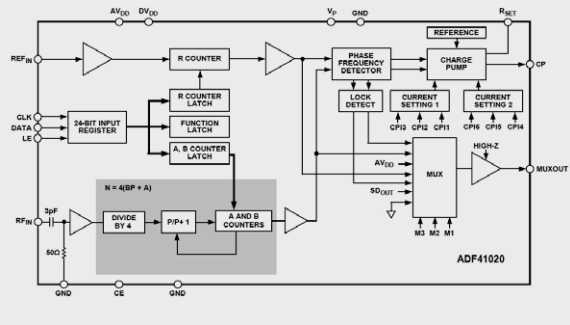 AVDD DVDD VP GND RSET
REFERENCE
REFIN R COUNTER PHASE FREQUENCY DETECTOR CHARGE PUMP CP
CLK
DATA
LE
24-BIT INPUT REGISTER
R COUNTER LATCH
FUNCTION LATCH
A, B COUNTER LATCH
LOCK DETECT
CURRENT SETTING 1
CURRENT SETTING 2
CPI3 CPI2 CPI1 CPI6 CPI5 CPI4
HIGH-Z
AVDD
MUX
MUXOUT
SDOUT
N = 4(BP + A)
RFIN 3pF
DIVIDE BY 4
P/P+ 1
A AND B COUNTERS
M3 M2 M1
50Ω
ADF41020
GND CE GND